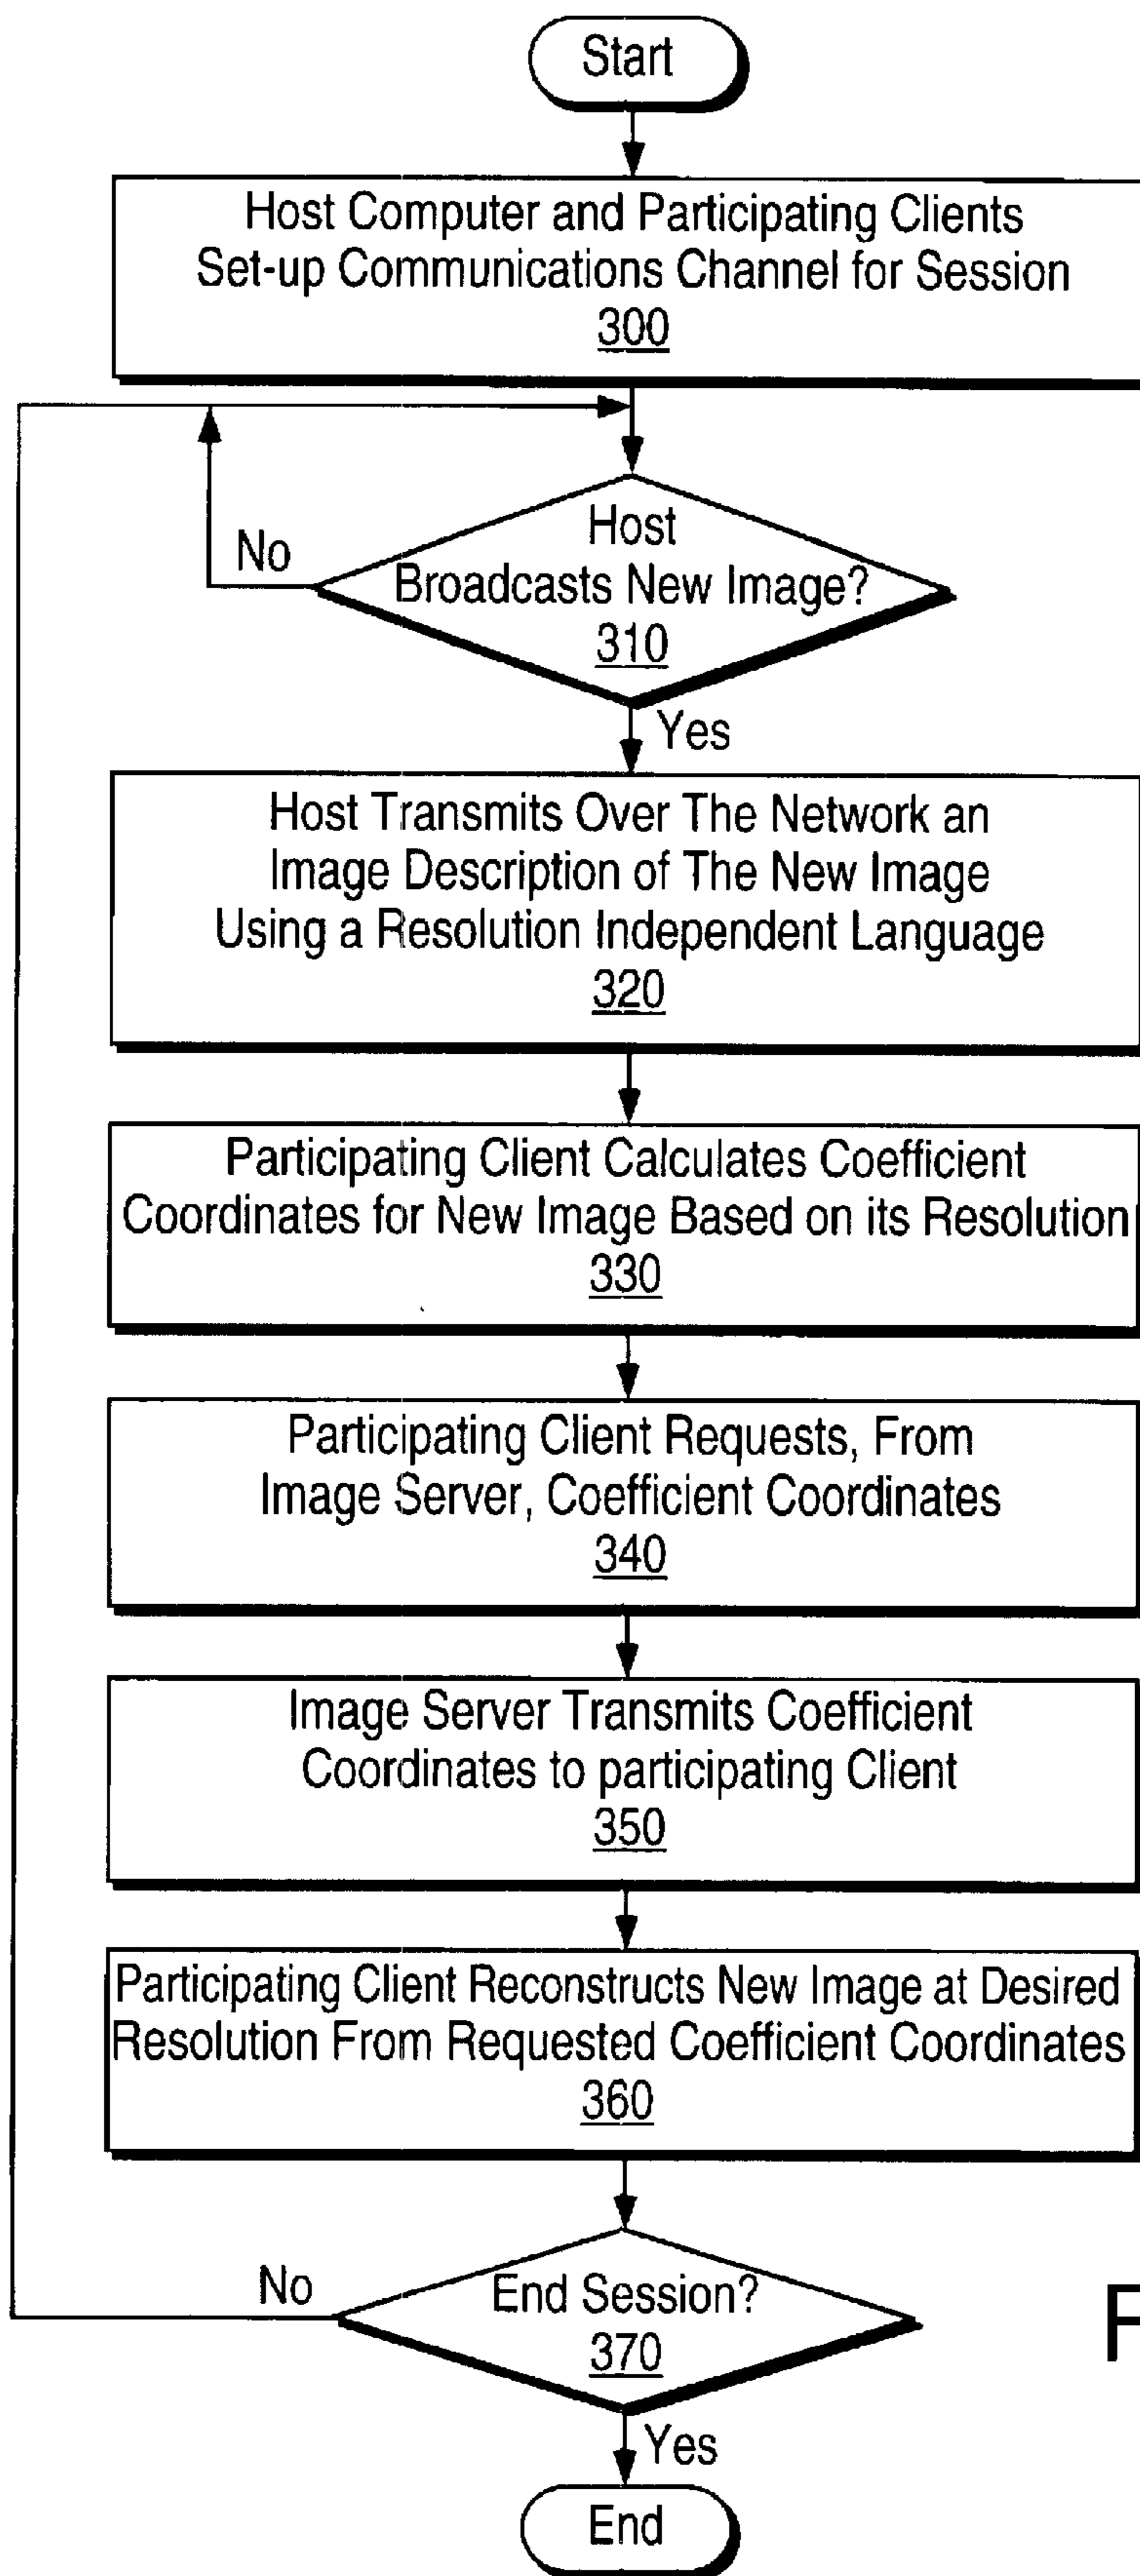 Start
Host Computer and Participating Clients
Set-up Communications Channel for Session
300
Host
Broadcasts New Image?
310
No
Yes
Host Transmits Over The Network an
Image Description of The New Image
Using a Resolution Independent Language
320
Participating Client Calculates Coefficient
Coordinates for New Image Based on its Resolution
330
Participating Client Requests, From
Image Server, Coefficient Coordinates
340
Image Server Transmits Coefficient
Coordinates to participating Client
350
Participating Client Reconstructs New Image at Desired
Resolution From Requested Coefficient Coordinates
360
No
End Session?
370
Yes
End